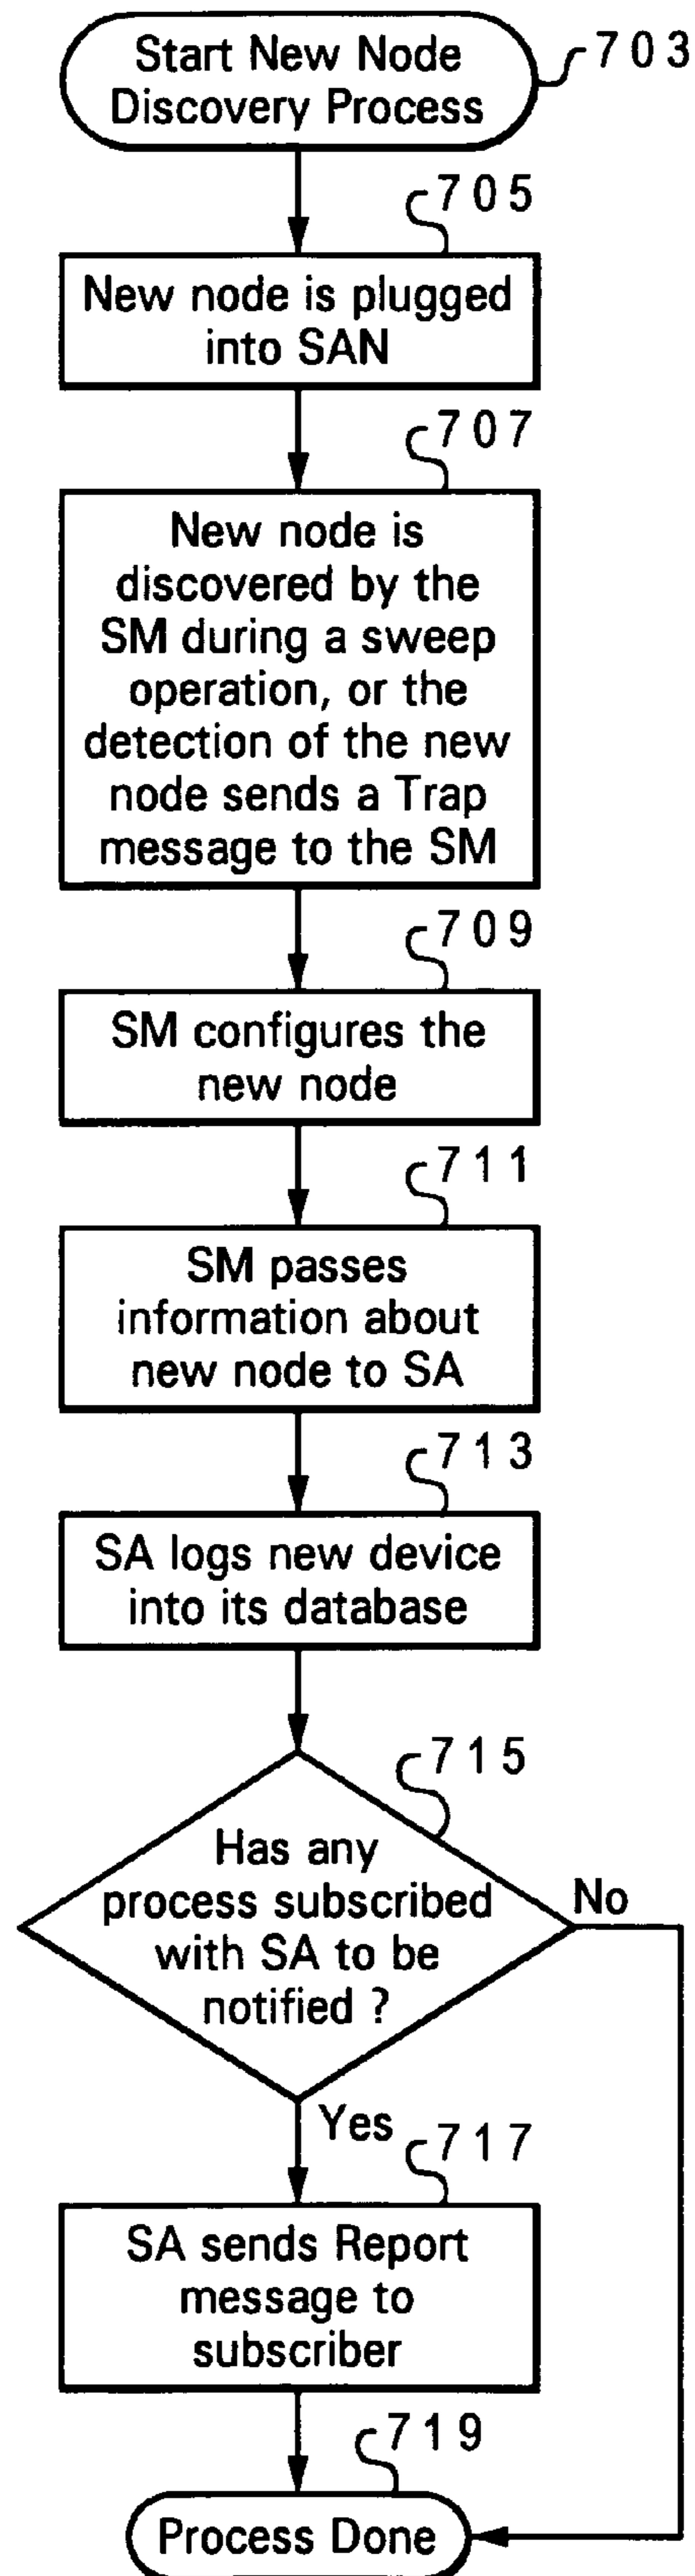 Start New Node
Discovery Process
703
705
New node is plugged
into SAN
707
New node is
discovered by the
SM during a sweep
operation, or the
detection of the new
node sends a Trap
message to the SM
709
SM configures the
new node
711
SM passes
information about
new node to SA
713
SA logs new device
into its database
715
Has any
process subscribed
with SA to be
notified ?
No
Yes
717
SA sends Report
message to
subscriber
719
Process Done